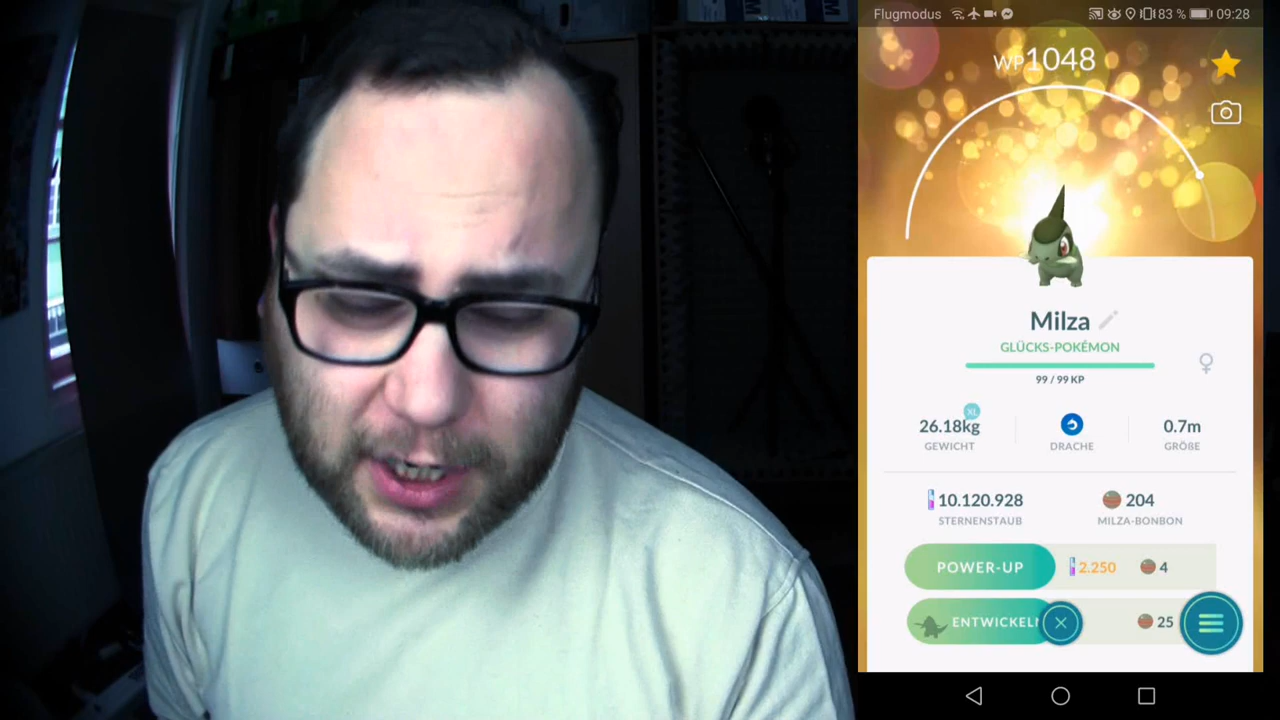 Flugmodus 83 % 09:28
WP1048
Milza
GLÜCKS-POKÉMON
99 / 99 KP
XL
26.18kg 0.7m
GEWICHT DRACHE GRÖßE
10.120.928 204
STERNENSTAUB MILZA-BONBON
POWER-UP 2.250 4
ENTWICKELN 25